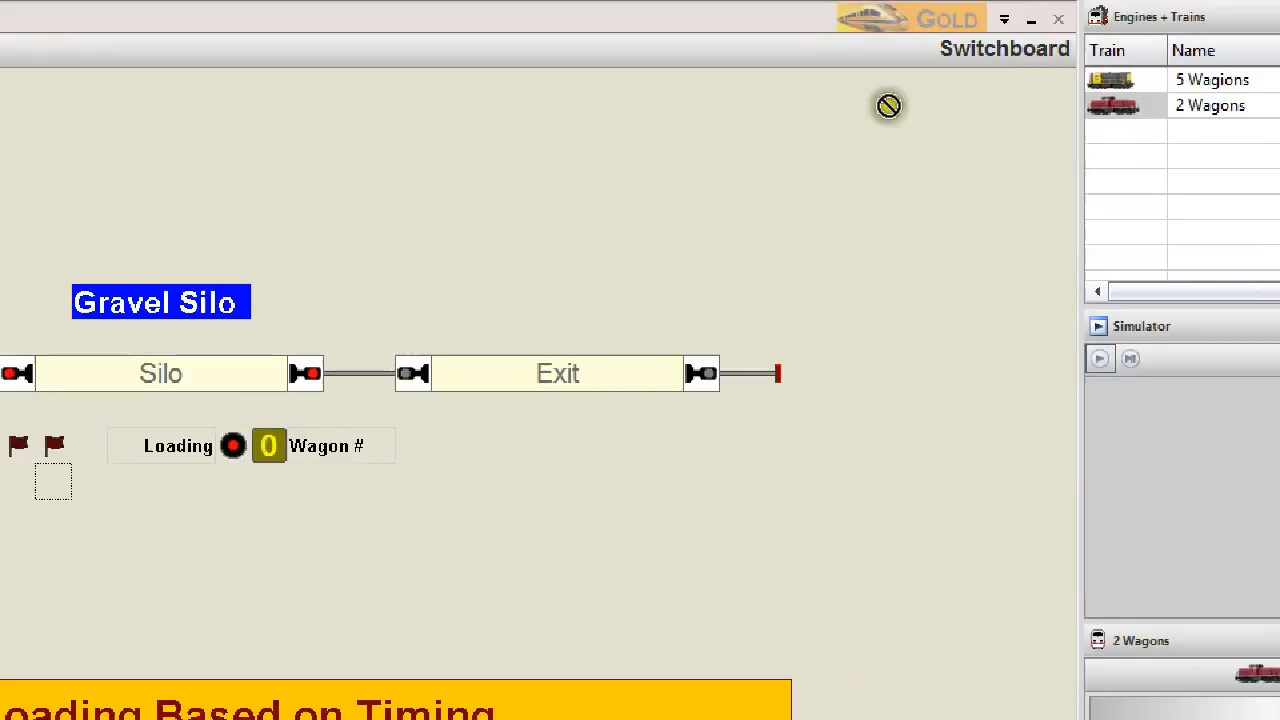 GOLD
Switchboard
Engines + Trains
Train Name
5 Wagions
2 Wagons
Gravel Silo
Silo
Exit
Loading 0 Wagon #
Simulator
2 Wagons
oading Based on Timing